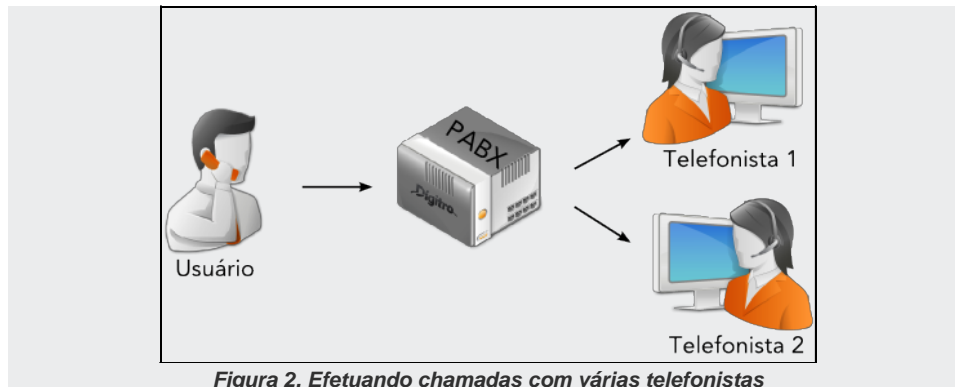 PABX
Dígitro
Telefonista 1
Usuário
Telefonista 2
Figura 2. Efetuando chamadas com várias telefonistas